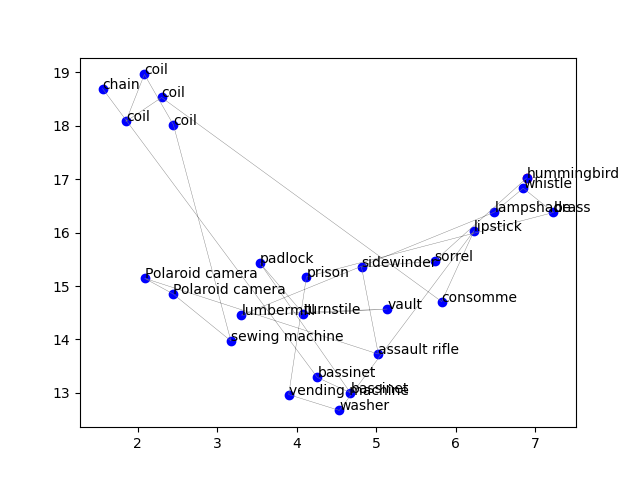 19
18
17
16
15
14
13
2
3
4
5
6
7
coil
chain
coil
coil
coil
hummingbird
whistle
lampshade
brass
lipstick
padlock
sidewinder
sorrel
Polaroid camera
prison
Polaroid camera
consomme
lumbermill
turnstile
vault
sewing machine
assault rifle
bassinet
vending machine
bassinet
washer